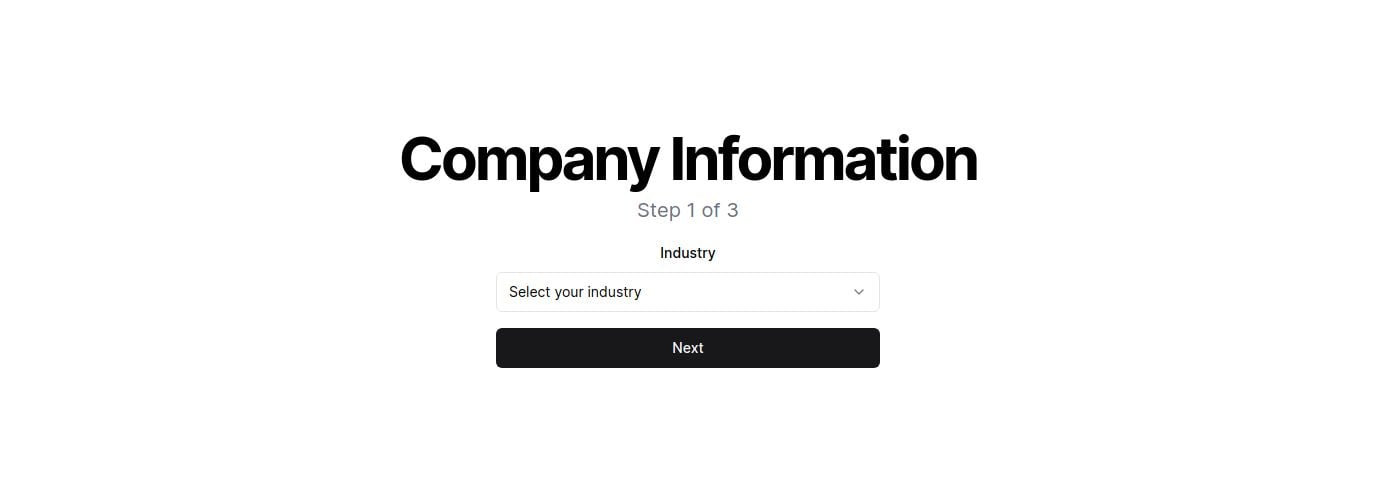 Company Information
Step 1 of 3
Industry
Select your industry
Next